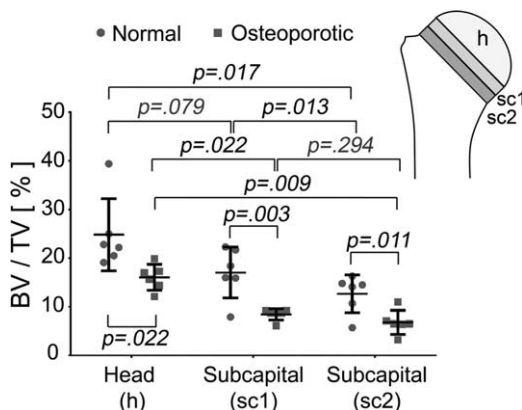 Normal
Osteoporotic
h
sc1
sc2
p=.017
p=.079
p=.013
p=.022
p=.294
p=.009
p=.003
p=.011
p=.022
BV / TV [ % ]
50
40
30
20
10
0
Head
(h)
Subcapital
(sc1)
Subcapital
(sc2)